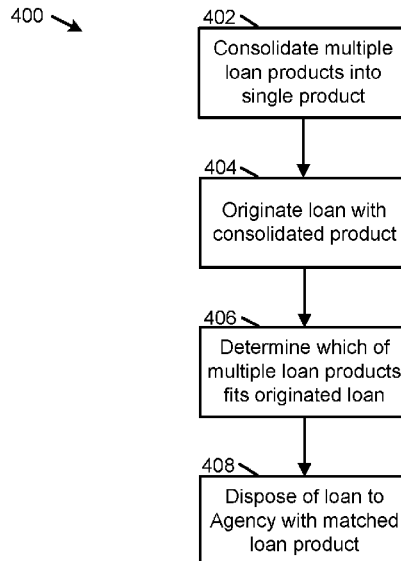 400
402
Consolidate multiple
loan products into
single product
404
Originate loan with
consolidated product
406
Determine which of
multiple loan products
fits originated loan
408
Dispose of loan to
Agency with matched
loan product